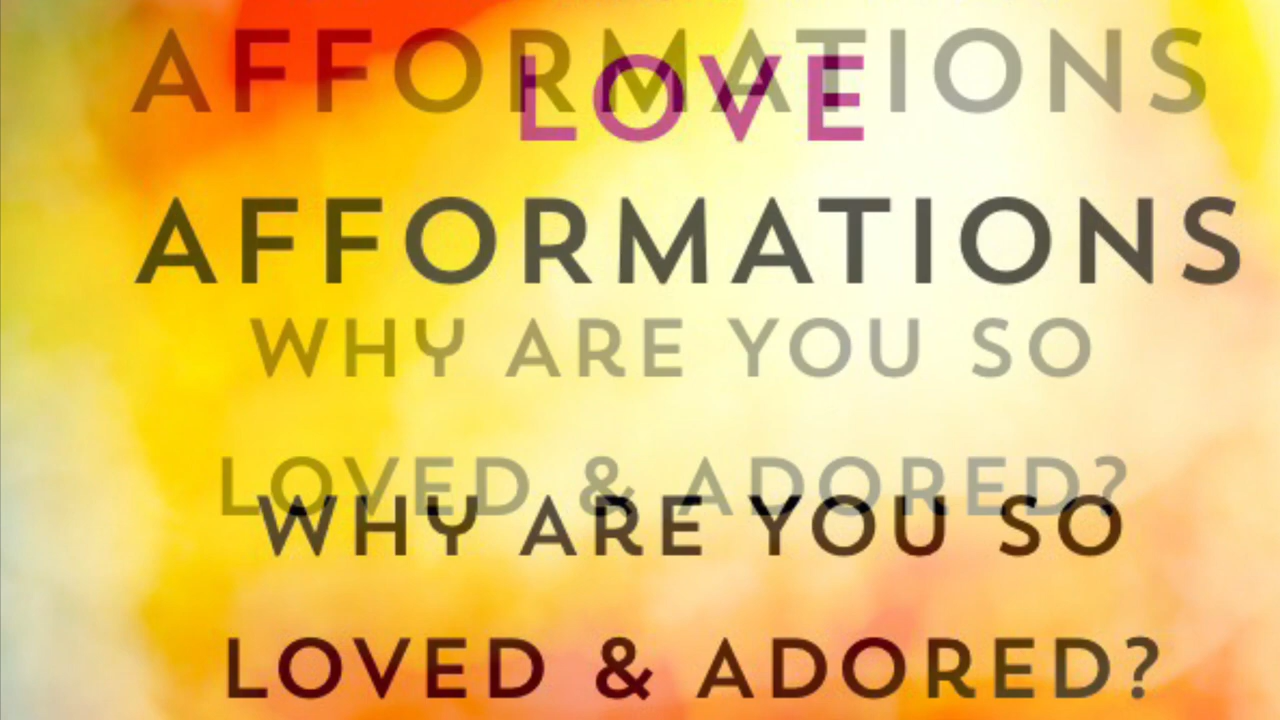 AFFORMATIONS
LOVE
AFFORMATIONS
WHY ARE YOU SO
LOVED & ADORED?
WHY ARE YOU SO
LOVED & ADORED?